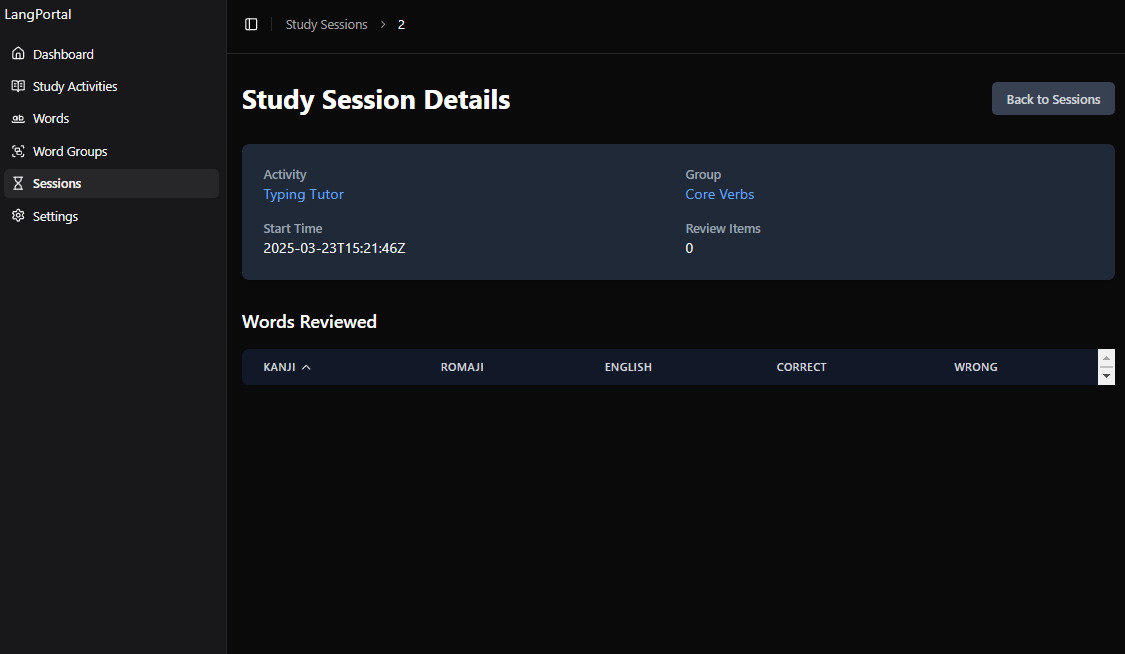 LangPortal
Dashboard
Study Activities
Words
Word Groups
Sessions
Settings
Study Sessions > 2
Study Session Details
Back to Sessions
Activity
Typing Tutor
Group
Core Verbs
Start Time
2025-03-23T15:21:46Z
Review Items
0
Words Reviewed
KANJI ROMAJI ENGLISH CORRECT WRONG